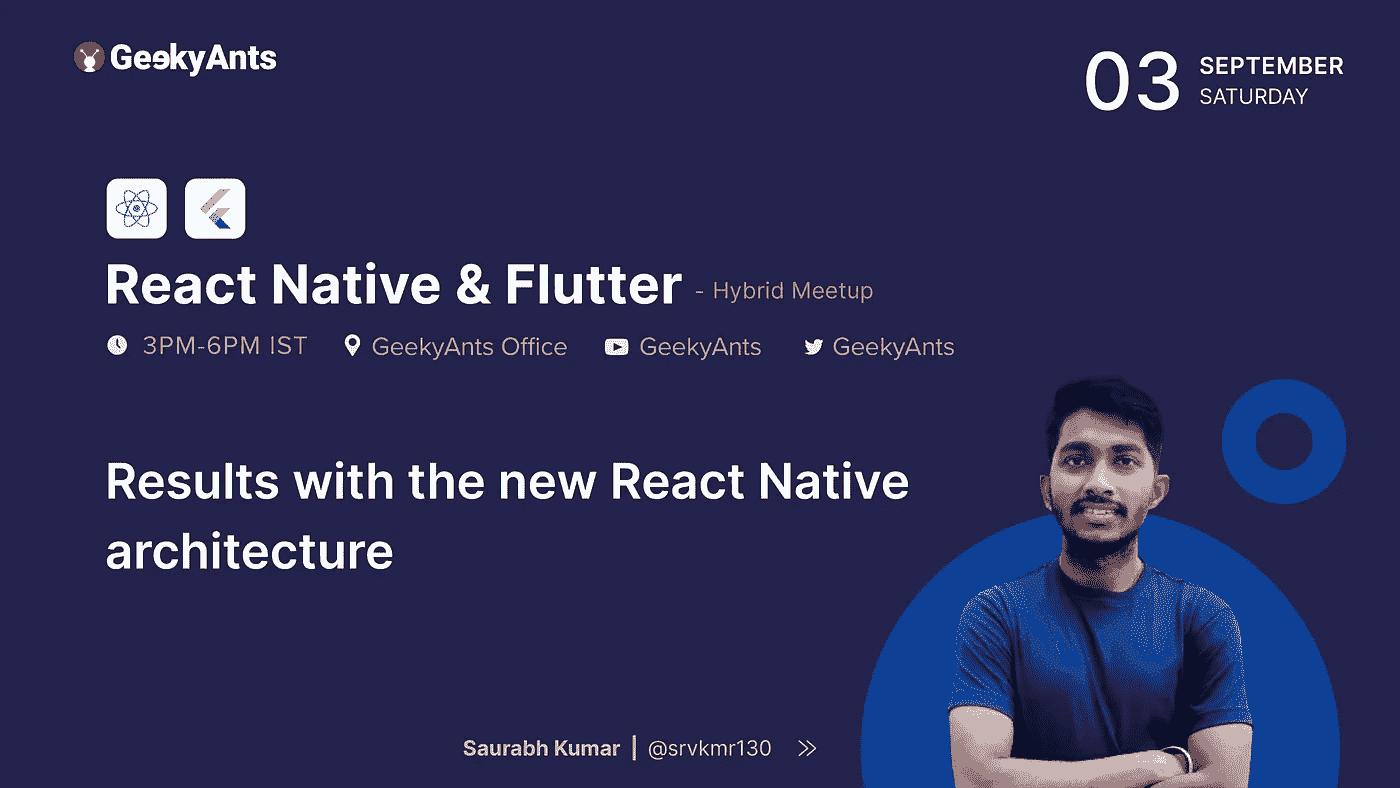 GeekyAnts
03 SEPTEMBER
SATURDAY
React Native & Flutter - Hybrid Meetup
3PM-6PM IST GeekyAnts Office GeekyAnts GeekyAnts
Results with the new React Native
architecture
Saurabh Kumar | @srvkmr130